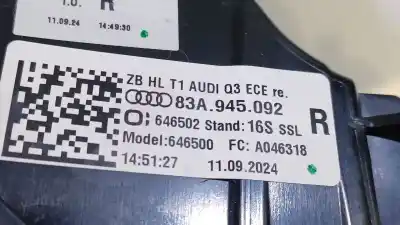 I.O. R
11.09.24 14:49:30
ZB HL T1 AUDI Q3 ECE re.
83A.945.092
646502 Stand: 16S SSL
R
Model:646500 FC: A046318
14:51:27 11.09.2024